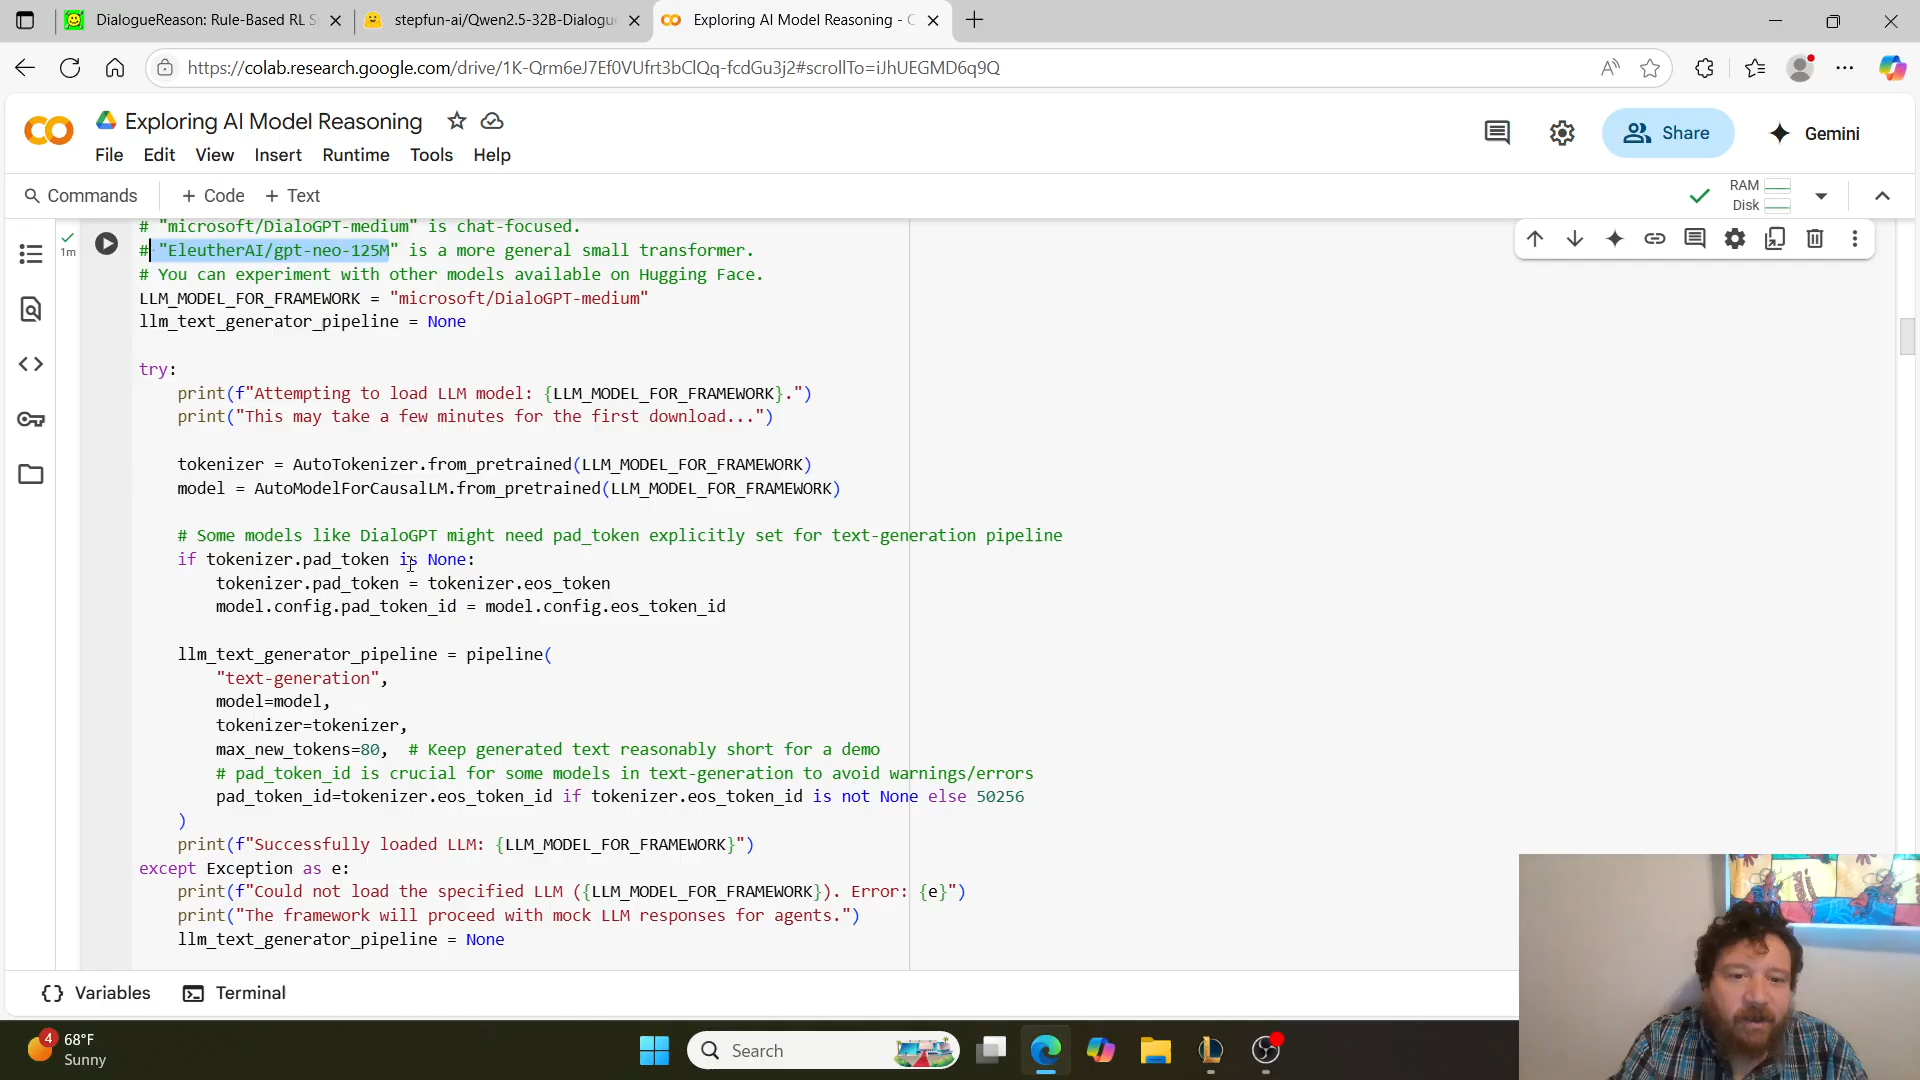 DialogueReason: Rule-Based RL S
stepfun-ai/Qwen2.5-32B-Dialogue
Exploring AI Model Reasoning - C
https://colab.research.google.com/drive/1K-Qrm6eJ7Ef0VUfrt3bClQq-fcdGu3j2#scrollTo=iJhUEGMD6q9Q
Exploring AI Model Reasoning
Share
Gemini
File Edit View Insert Runtime Tools Help
Commands + Code + Text
RAM
Disk
1m
# "microsoft/DialoGPT-medium" is chat-focused.
# "EleutherAI/gpt-neo-125M" is a more general small transformer.
# You can experiment with other models available on Hugging Face.
LLM_MODEL_FOR_FRAMEWORK = "microsoft/DialoGPT-medium"
llm_text_generator_pipeline = None
try:
print(f"Attempting to load LLM model: {LLM_MODEL_FOR_FRAMEWORK}.")
print("This may take a few minutes for the first download...")
tokenizer = AutoTokenizer.from_pretrained(LLM_MODEL_FOR_FRAMEWORK)
model = AutoModelForCausalLM.from_pretrained(LLM_MODEL_FOR_FRAMEWORK)
# Some models like DialoGPT might need pad_token explicitly set for text-generation pipeline
if tokenizer.pad_token is None:
tokenizer.pad_token = tokenizer.eos_token
model.config.pad_token_id = model.config.eos_token_id
llm_text_generator_pipeline = pipeline(
"text-generation",
model=model,
tokenizer=tokenizer,
max_new_tokens=80, # Keep generated text reasonably short for a demo
# pad_token_id is crucial for some models in text-generation to avoid warnings/errors
pad_token_id=tokenizer.eos_token_id if tokenizer.eos_token_id is not None else 50256
)
print(f"Successfully loaded LLM: {LLM_MODEL_FOR_FRAMEWORK}")
except Exception as e:
print(f"Could not load the specified LLM ({LLM_MODEL_FOR_FRAMEWORK}). Error: {e}")
print("The framework will proceed with mock LLM responses for agents.")
llm_text_generator_pipeline = None
Variables Terminal
4
68°F
Sunny
Search